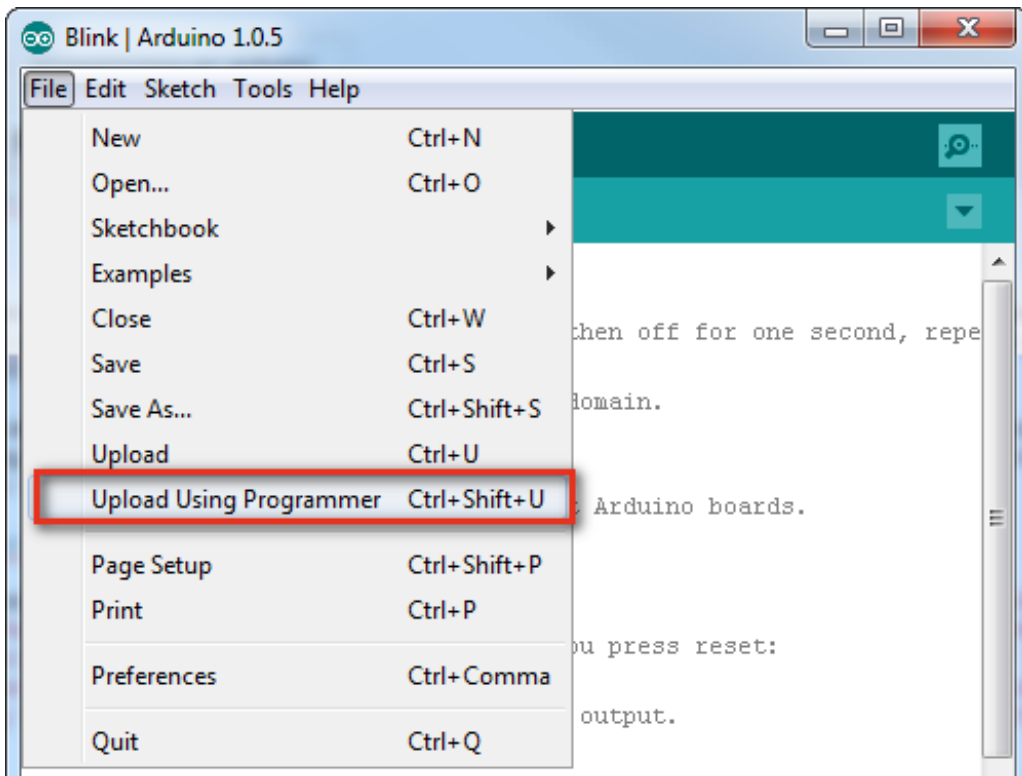 Blink | Arduino 1.0.5
File Edit Sketch Tools Help
New Ctrl+N
Open... Ctrl+O
Sketchbook
Examples
Close Ctrl+W
then off for one second, repe
Save Ctrl+S
Save As... Ctrl+Shift+S
domain.
Upload Ctrl+U
Upload Using Programmer Ctrl+Shift+U
Arduino boards.
Page Setup Ctrl+Shift+P
Print Ctrl+P
press reset:
Preferences Ctrl+Comma
output.
Quit Ctrl+Q